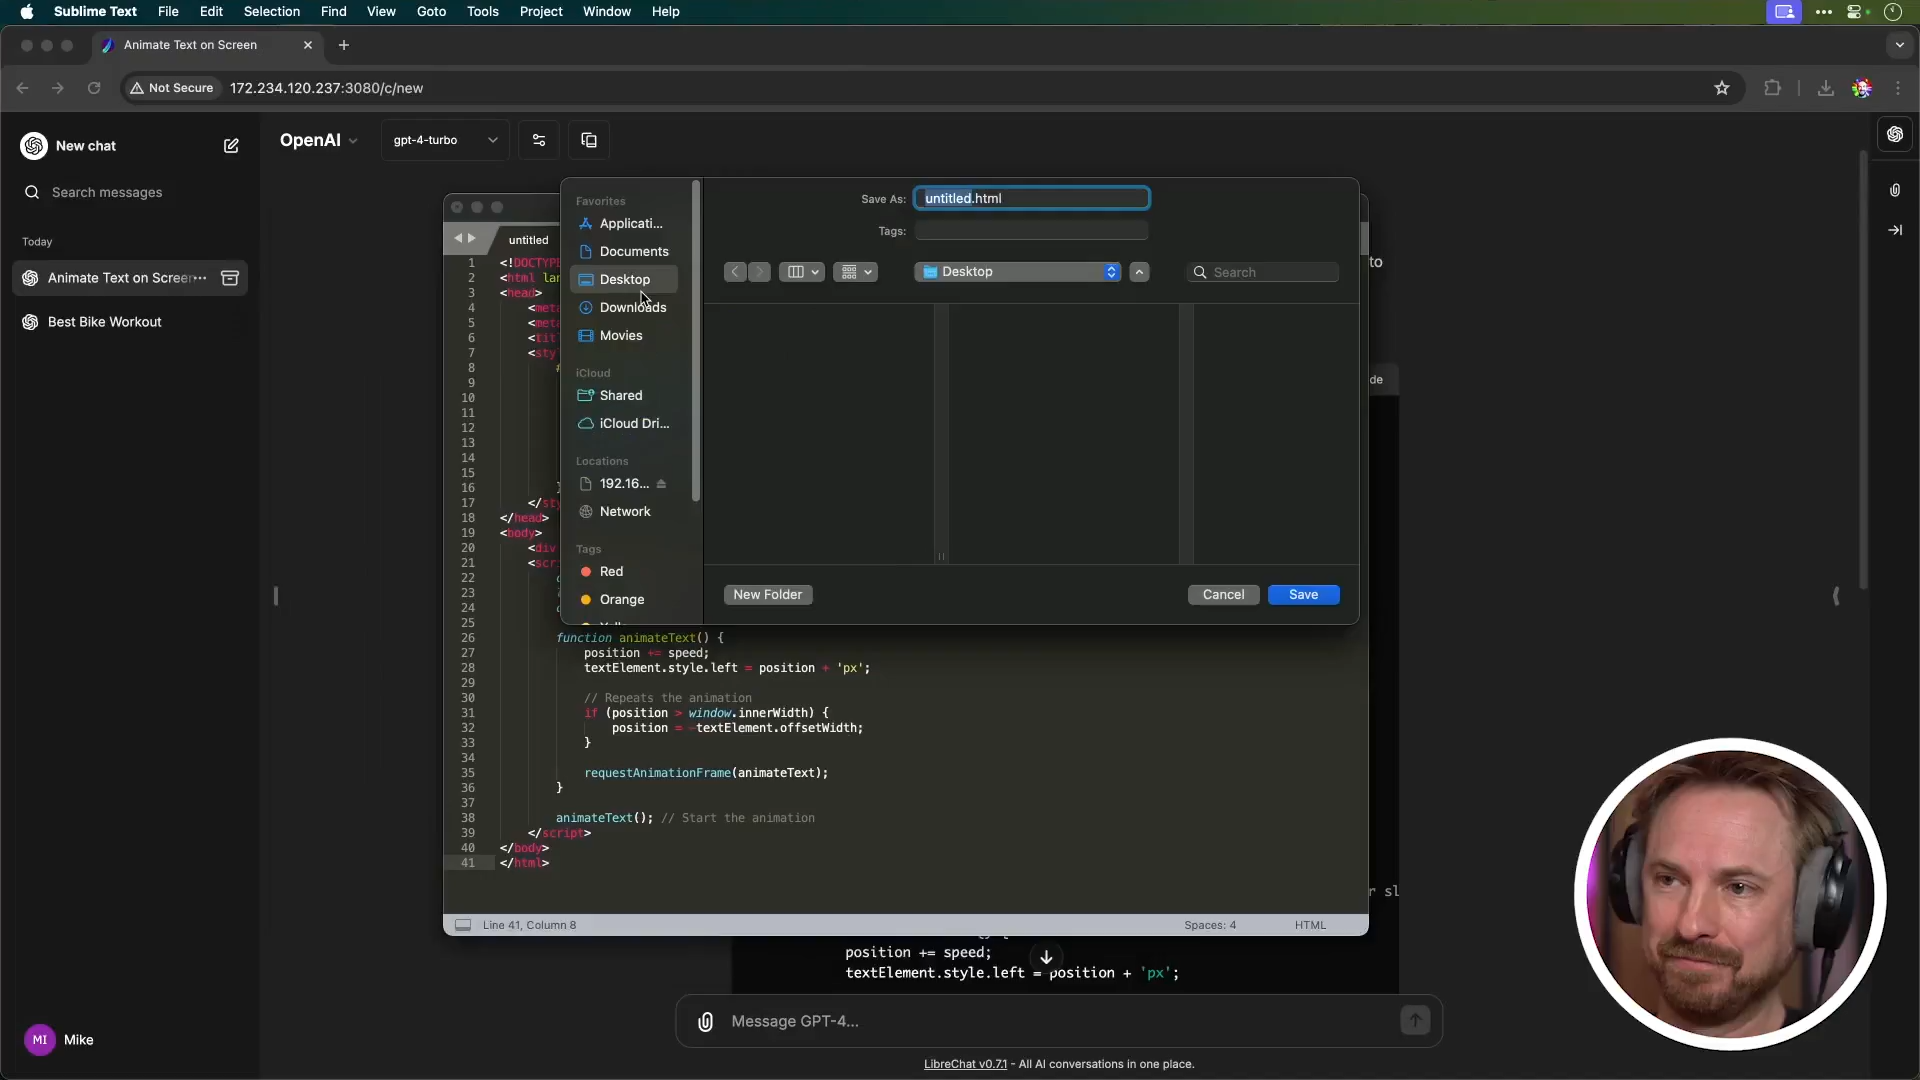 Sublime Text File Edit Selection Find View Goto Tools Project Window Help
Animate Text on Screen
Not Secure 172.234.120.237:3080/c/new
New chat
Search messages
Today
Animate Text on Screen
Best Bike Workout
MI Mike
OpenAI gpt-4-turbo
to
de
Favorites
Applicati...
Documents
Desktop
Downloads
Movies
iCloud
Shared
iCloud Dri...
Locations
192.16...
Network
Tags
Red
Orange
Save As: untitled.html
Tags:
Desktop
Search
New Folder Cancel Save
untitled
1 <!DOCTYPE
2 <html lan
3 <head>
4 <meta
5 <meta
6 <tit
7 <sty
8 #
9
10
11
12
13
14
15
16 }
17 </sty
18 </head>
19 <body>
20 <div
21 <scri
22
23
24
25
26 function animateText() {
27 position += speed;
28 textElement.style.left = position + 'px';
29
30 // Repeats the animation
31 if (position > window.innerWidth) {
32 position = -textElement.offsetWidth;
33 }
34
35 requestAnimationFrame(animateText);
36 }
37
38 animateText(); // Start the animation
39 </script>
40 </body>
41 </html>
r sl
Line 41, Column 8 Spaces: 4 HTML
position += speed;
textElement.style.left = position + 'px';
Message GPT-4...
LibreChat v0.7.1 - All AI conversations in one place.